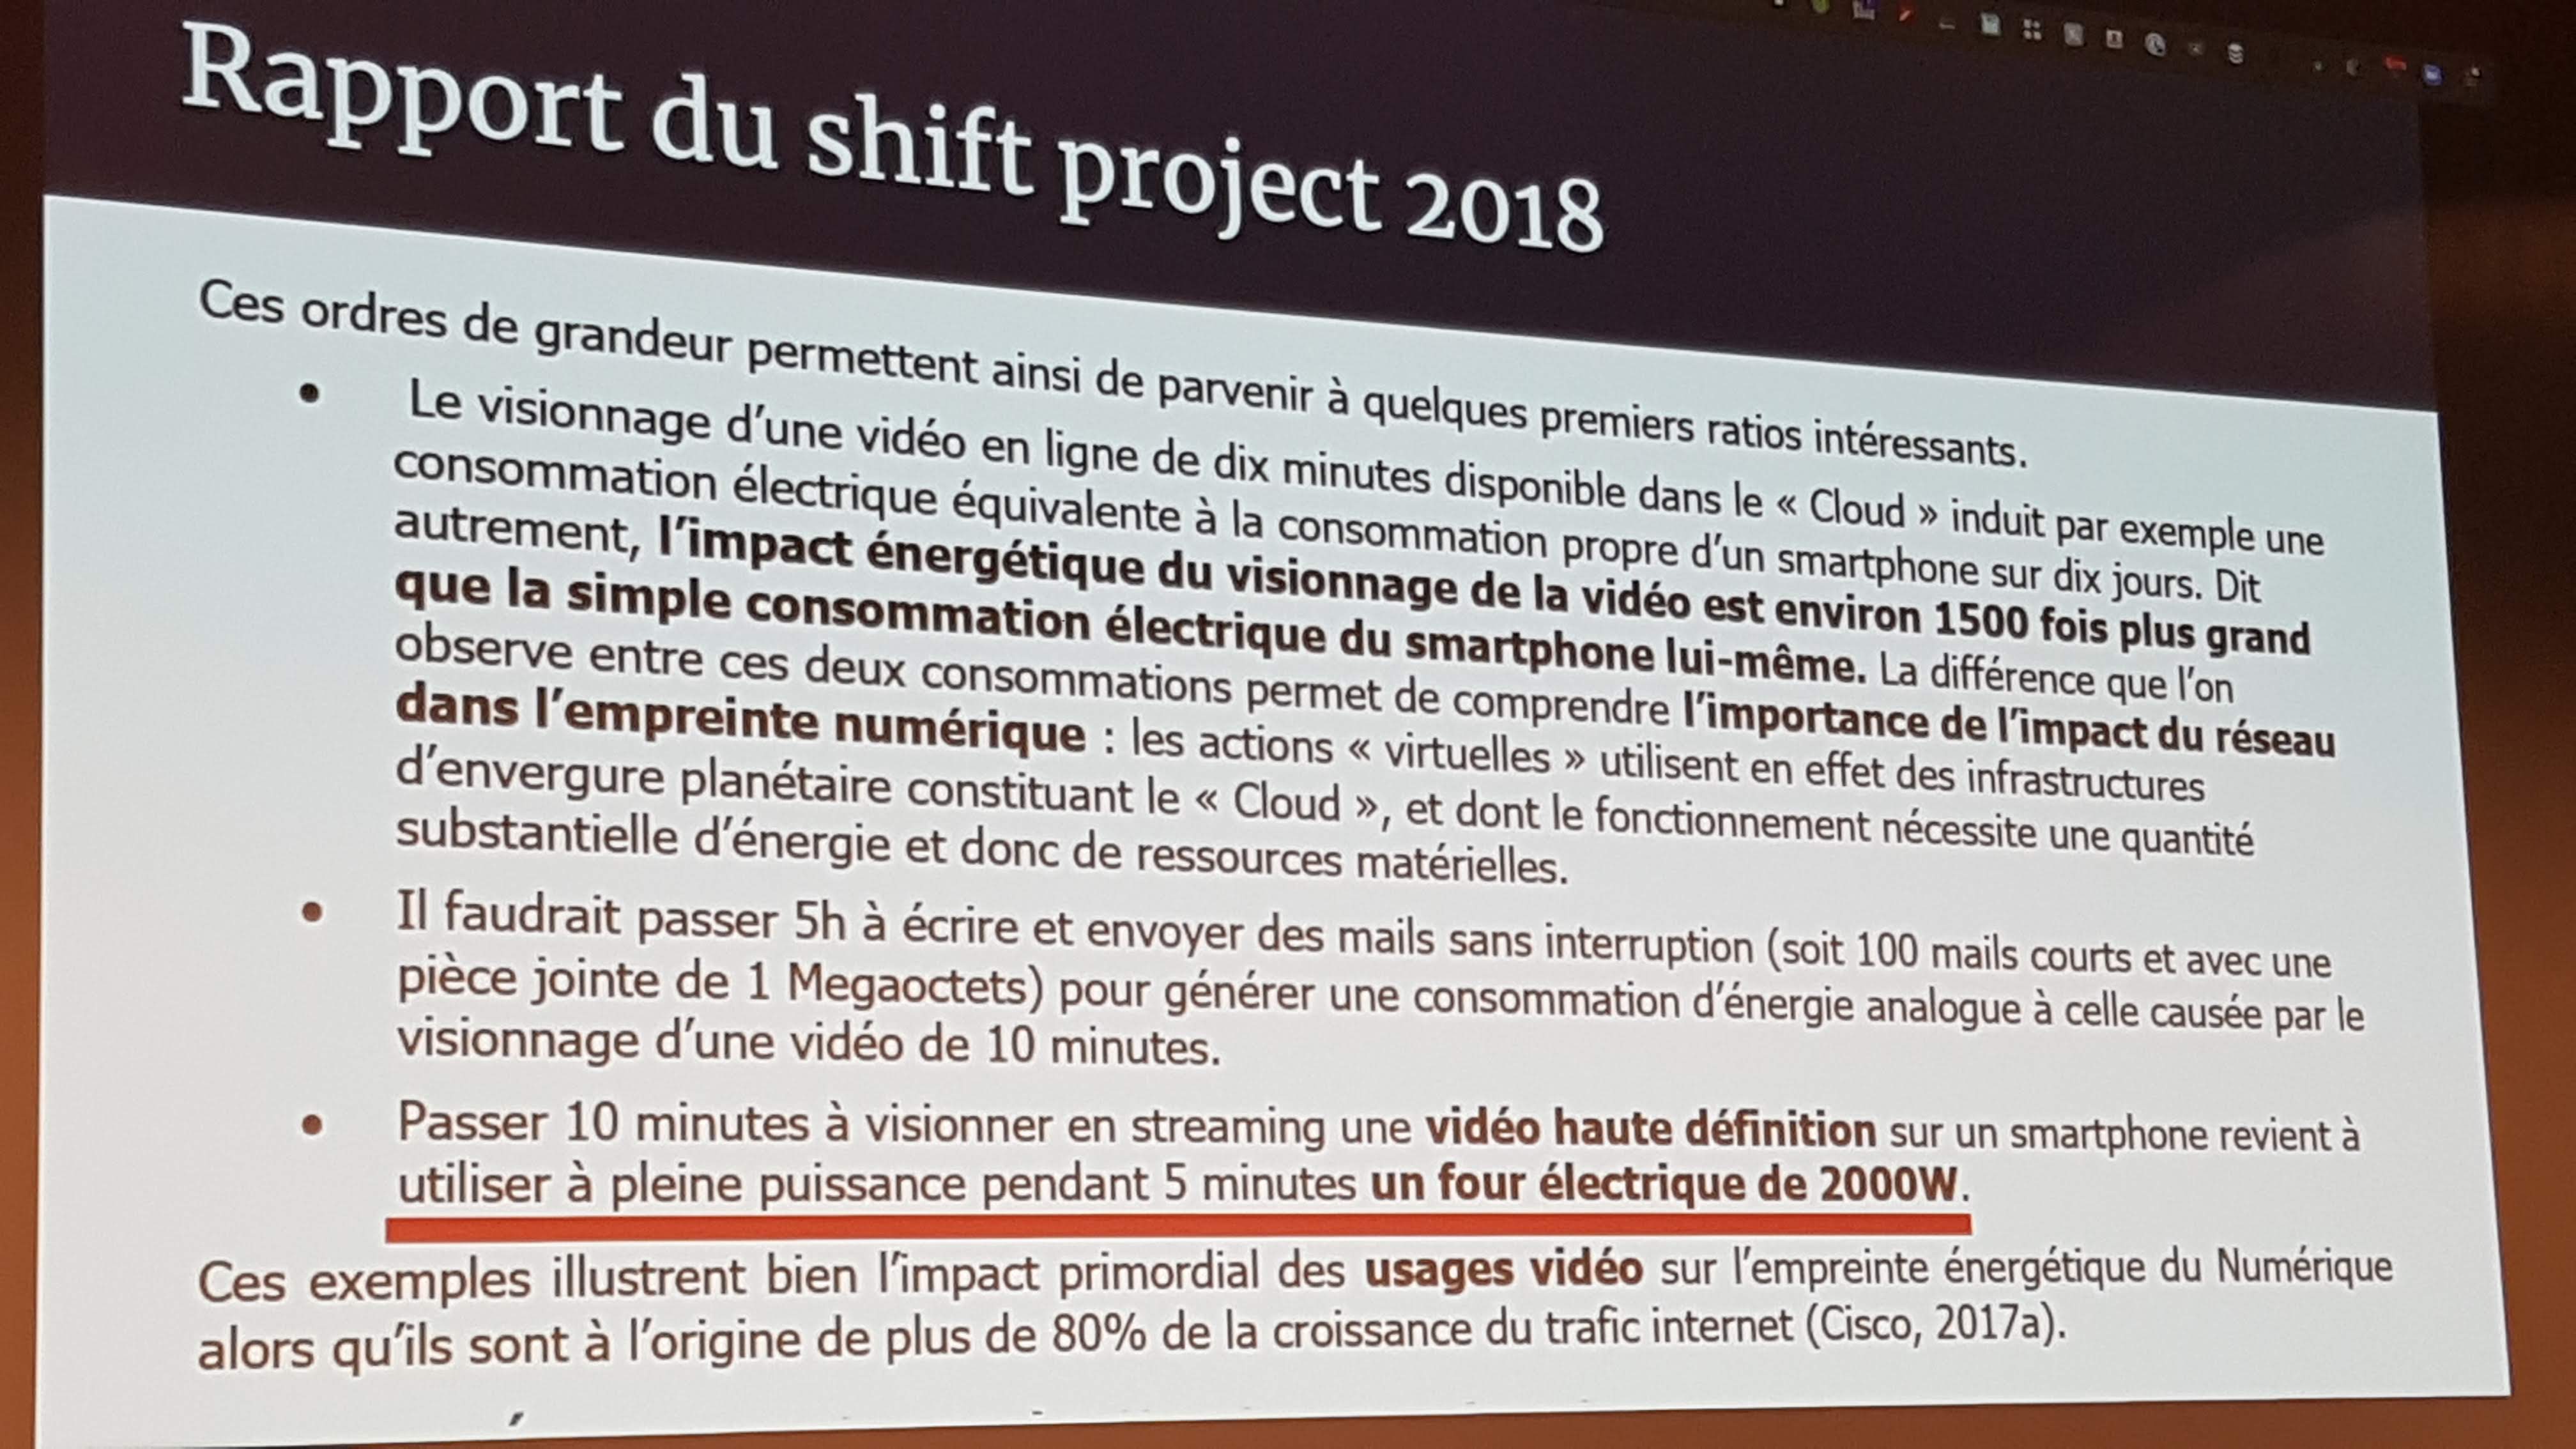 Rapport du shift project 2018
Ces ordres de grandeur permettent ainsi de parvenir à quelques premiers ratios intéressants.
• Le visionnage d’une vidéo en ligne de dix minutes disponible dans le « Cloud » induit par exemple une
consommation électrique équivalente à la consommation propre d’un smartphone sur dix jours. Dit
autrement, l’impact énergétique du visionnage de la vidéo est environ 1500 fois plus grand
que la simple consommation électrique du smartphone lui-même. La différence que l’on
observe entre ces deux consommations permet de comprendre l’importance de l’impact du réseau
dans l’empreinte numérique : les actions « virtuelles » utilisent en effet des infrastructures
d’envergure planétaire constituant le « Cloud », et dont le fonctionnement nécessite une quantité
substantielle d’énergie et donc de ressources matérielles.
• Il faudrait passer 5h à écrire et envoyer des mails sans interruption (soit 100 mails courts et avec une
pièce jointe de 1 Megaoctets) pour générer une consommation d’énergie analogue à celle causée par le
visionnage d’une vidéo de 10 minutes.
• Passer 10 minutes à visionner en streaming une vidéo haute définition sur un smartphone revient à
utiliser à pleine puissance pendant 5 minutes un four électrique de 2000W.
Ces exemples illustrent bien l’impact primordial des usages vidéo sur l’empreinte énergétique du Numérique
alors qu’ils sont à l’origine de plus de 80% de la croissance du trafic internet (Cisco, 2017a).